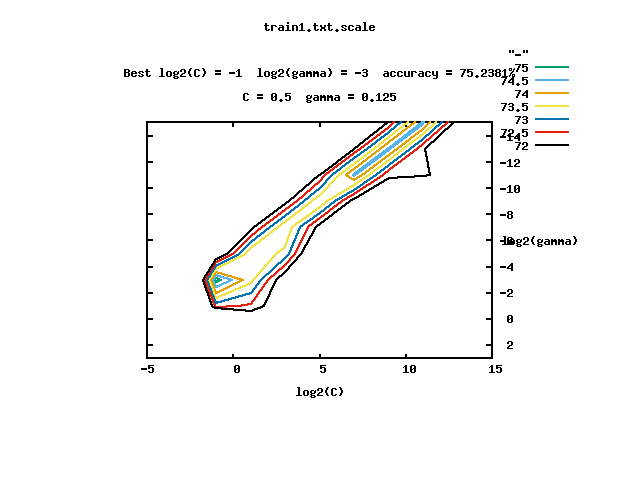 train1.txt.scale
"-"
Best log2(C) = -1 log2(gamma) = -3 accuracy = 75.2381%
C = 0.5 gamma = 0.125
75
74.5
74
73.5
73
72.5
72
-14
-12
-10
-8
-6
log2(gamma)
-4
-2
0
2
-5 0 5 10 15
log2(C)